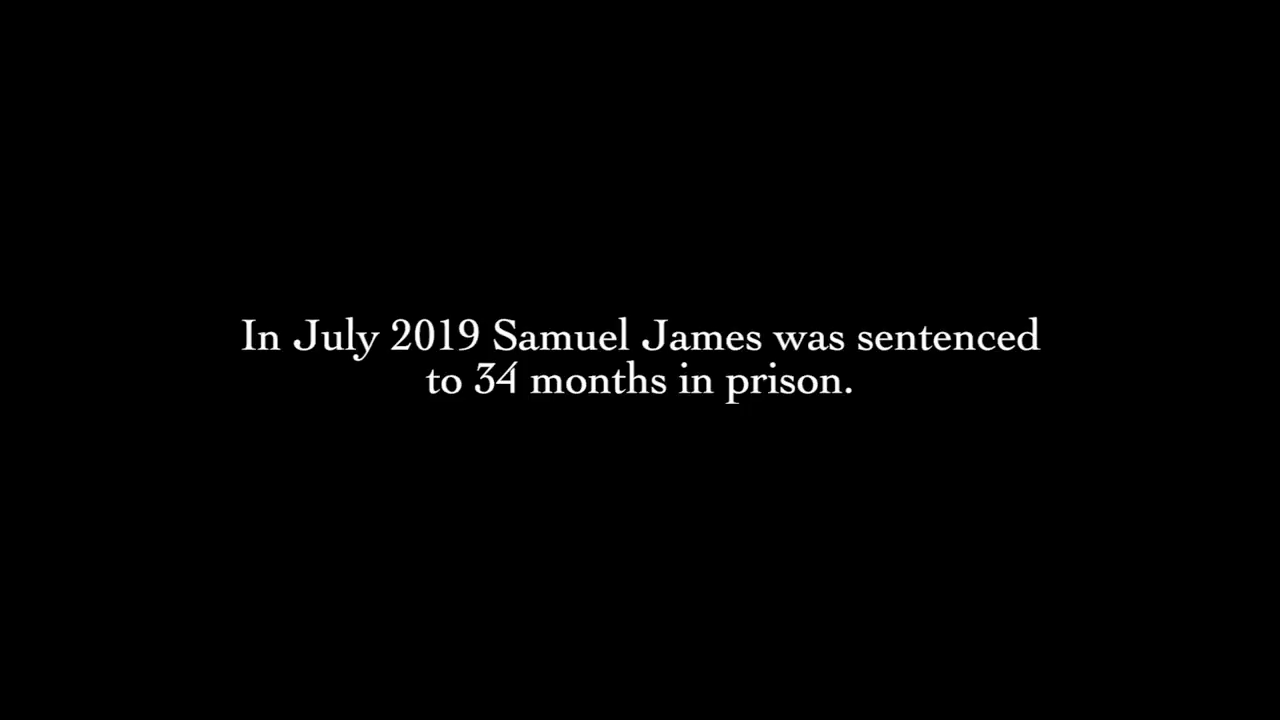 In July 2019 Samuel James was sentenced
to 34 months in prison.